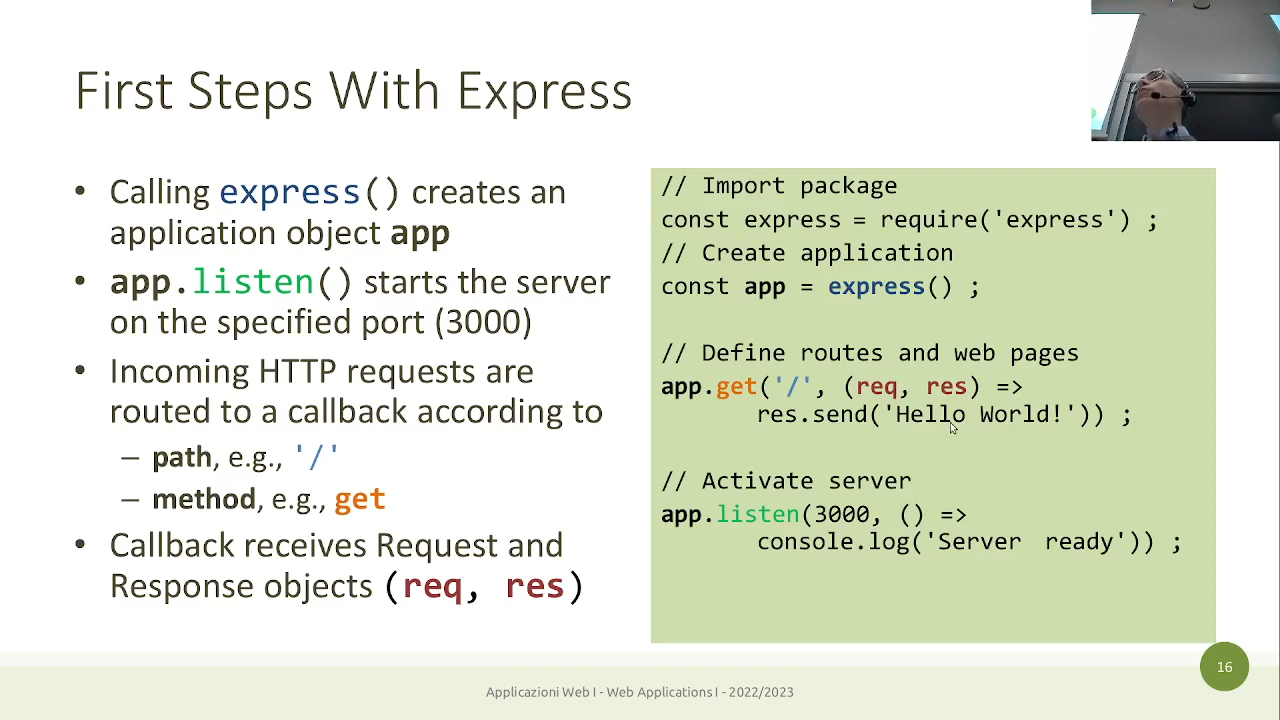 First Steps With Express
• Calling express() creates an
application object app
• app.listen() starts the server
on the specified port (3000)
• Incoming HTTP requests are
routed to a callback according to
– path, e.g., '/'
– method, e.g., get
• Callback receives Request and
Response objects (req, res)
// Import package
const express = require('express') ;
// Create application
const app = express() ;
// Define routes and web pages
app.get('/', (req, res) =>
res.send('Hello World!')) ;
// Activate server
app.listen(3000, () =>
console.log('Server ready')) ;
Applicazioni Web I - Web Applications I - 2022/2023
16